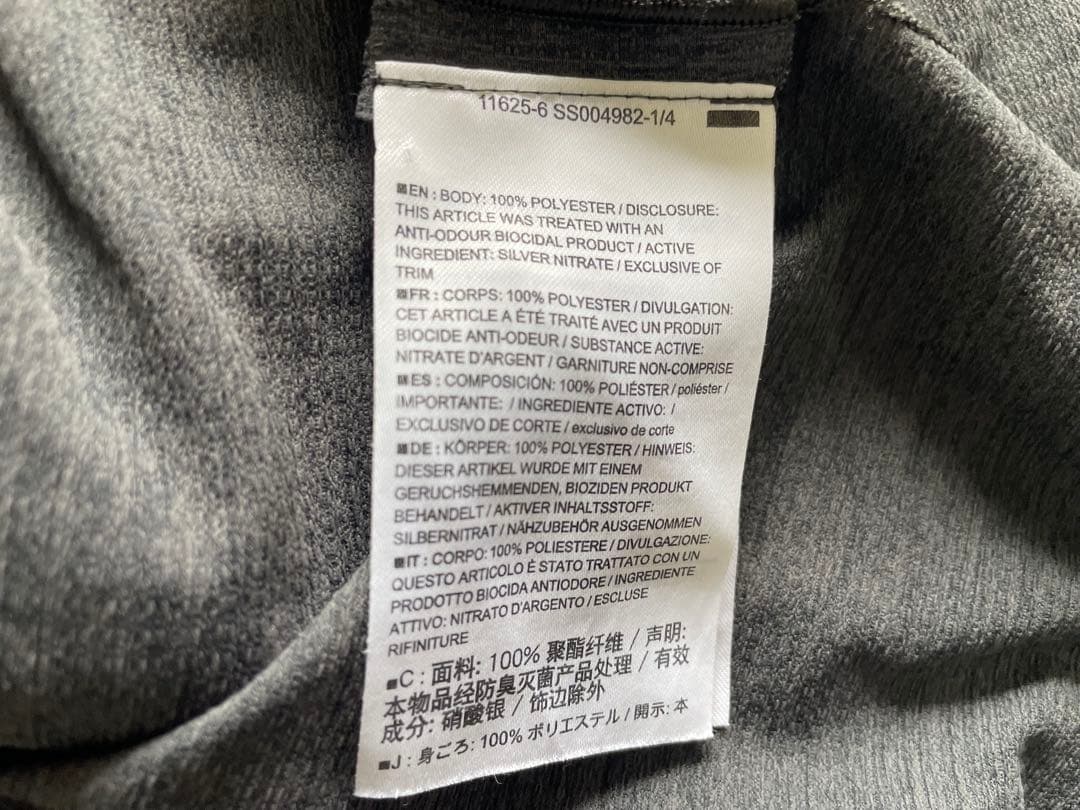 11625-6 SS004982-1/4
EN : BODY: 100% POLYESTER / DISCLOSURE:
THIS ARTICLE WAS TREATED WITH AN
ANTI-ODOUR BIOCIDAL PRODUCT / ACTIVE
INGREDIENT: SILVER NITRATE / EXCLUSIVE OF
TRIM
FR : CORPS: 100% POLYESTER / DIVULGATION:
CET ARTICLE A ÉTÉ TRAITÉ AVEC UN PRODUIT
BIOCIDE ANTI-ODEUR / SUBSTANCE ACTIVE:
NITRATE D'ARGENT / GARNITURE NON-COMPRISE
ES : COMPOSICIÓN: 100% POLIÉSTER / poliéster /
IMPORTANTE: / INGREDIENTE ACTIVO: /
EXCLUSIVO DE CORTE / exclusivo de corte
DE : KÖRPER: 100% POLYESTER / HINWEIS:
DIESER ARTIKEL WURDE MIT EINEM
GERUCHSHEMMENDEN, BIOZIDEN PRODUKT
BEHANDELT / AKTIVER INHALTSSTOFF:
SILBERNITRAT / NÄHZUBEHÖR AUSGENOMMEN
IT : CORPO: 100% POLIESTERE / DIVULGAZIONE:
QUESTO ARTICOLO É STATO TRATTATO CON UN
PRODOTTO BIOCIDA ANTIODORE / INGREDIENTE
ATTIVO: NITRATO D'ARGENTO / ESCLUSE
RIFINITURE
C : 面料: 100% 聚酯纤维 / 声明:
本物品经防臭灭菌产品处理 / 有效
成分: 硝酸银 / 饰边除外
J : 身ごろ: 100% ポリエステル / 開示: 本